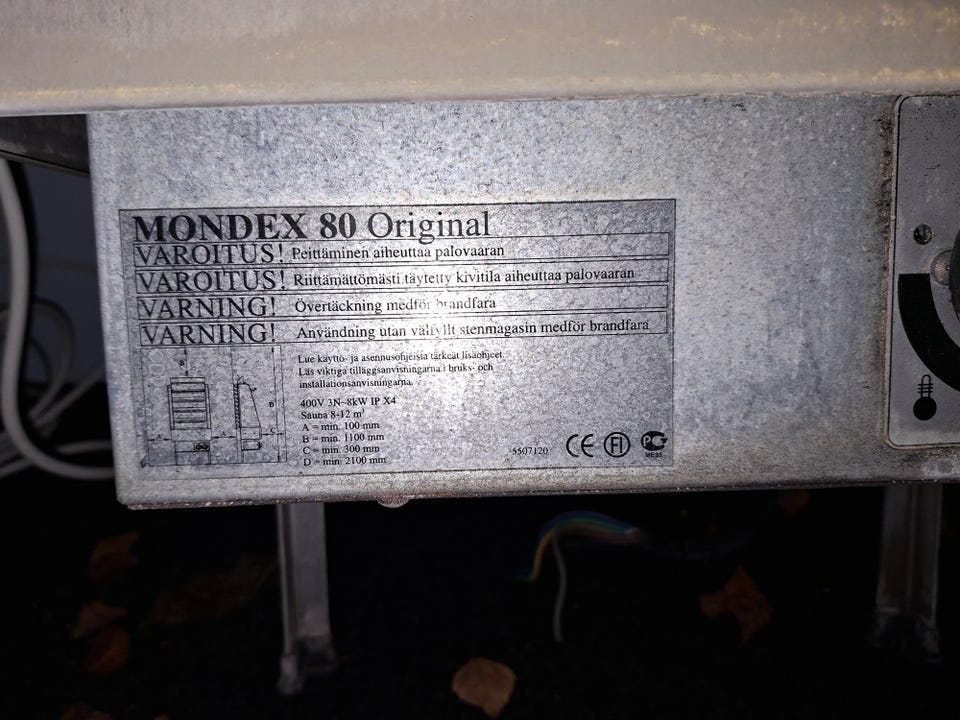 MONDEX 80 Original
VAROITUS! Peittäminen aiheuttaa palovaaran
VAROITUS! Riittämättömästi täytetty kivitila aiheuttaa palovaaran
VARNING! Övertäckning medför brandfara
VARNING! Användning utan välfyllt stenmagasin medför brandfara
Lue käyttö- ja asennusohjeista tärkeät lisäohjeet.
Läs viktiga tilläggsanvisningarna i bruks- och
installationsanvisningarna.
400V 3N~8kW IP X4
Sauna 8-12 m³
A = min. 100 mm
B = min. 1100 mm
C = min. 300 mm
D = min. 2100 mm
B
D
C
5507120
CE FI PC
ME55